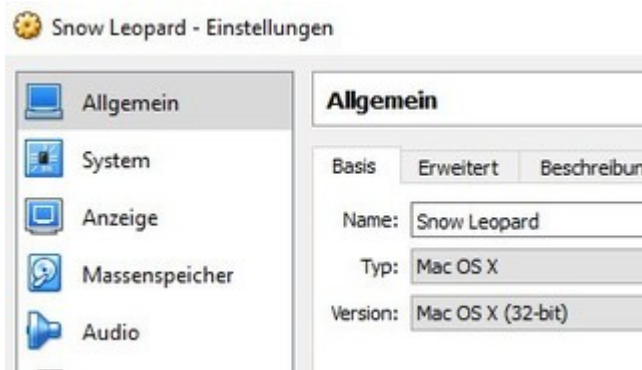 Snow Leopard - Einstellungen
Allgemein
System
Anzeige
Massenspeicher
Audio
Allgemein
Basis Erweitert Beschreibun
Name: Snow Leopard
Typ: Mac OS X
Version: Mac OS X (32-bit)